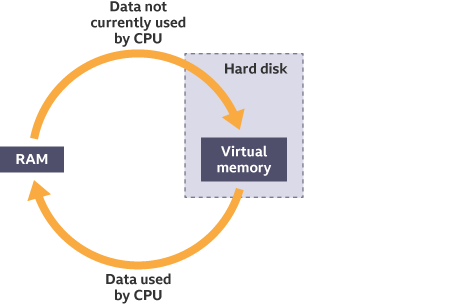 Data not
currently used
by CPU
Hard disk
RAM
Virtual
memory
Data used
by CPU